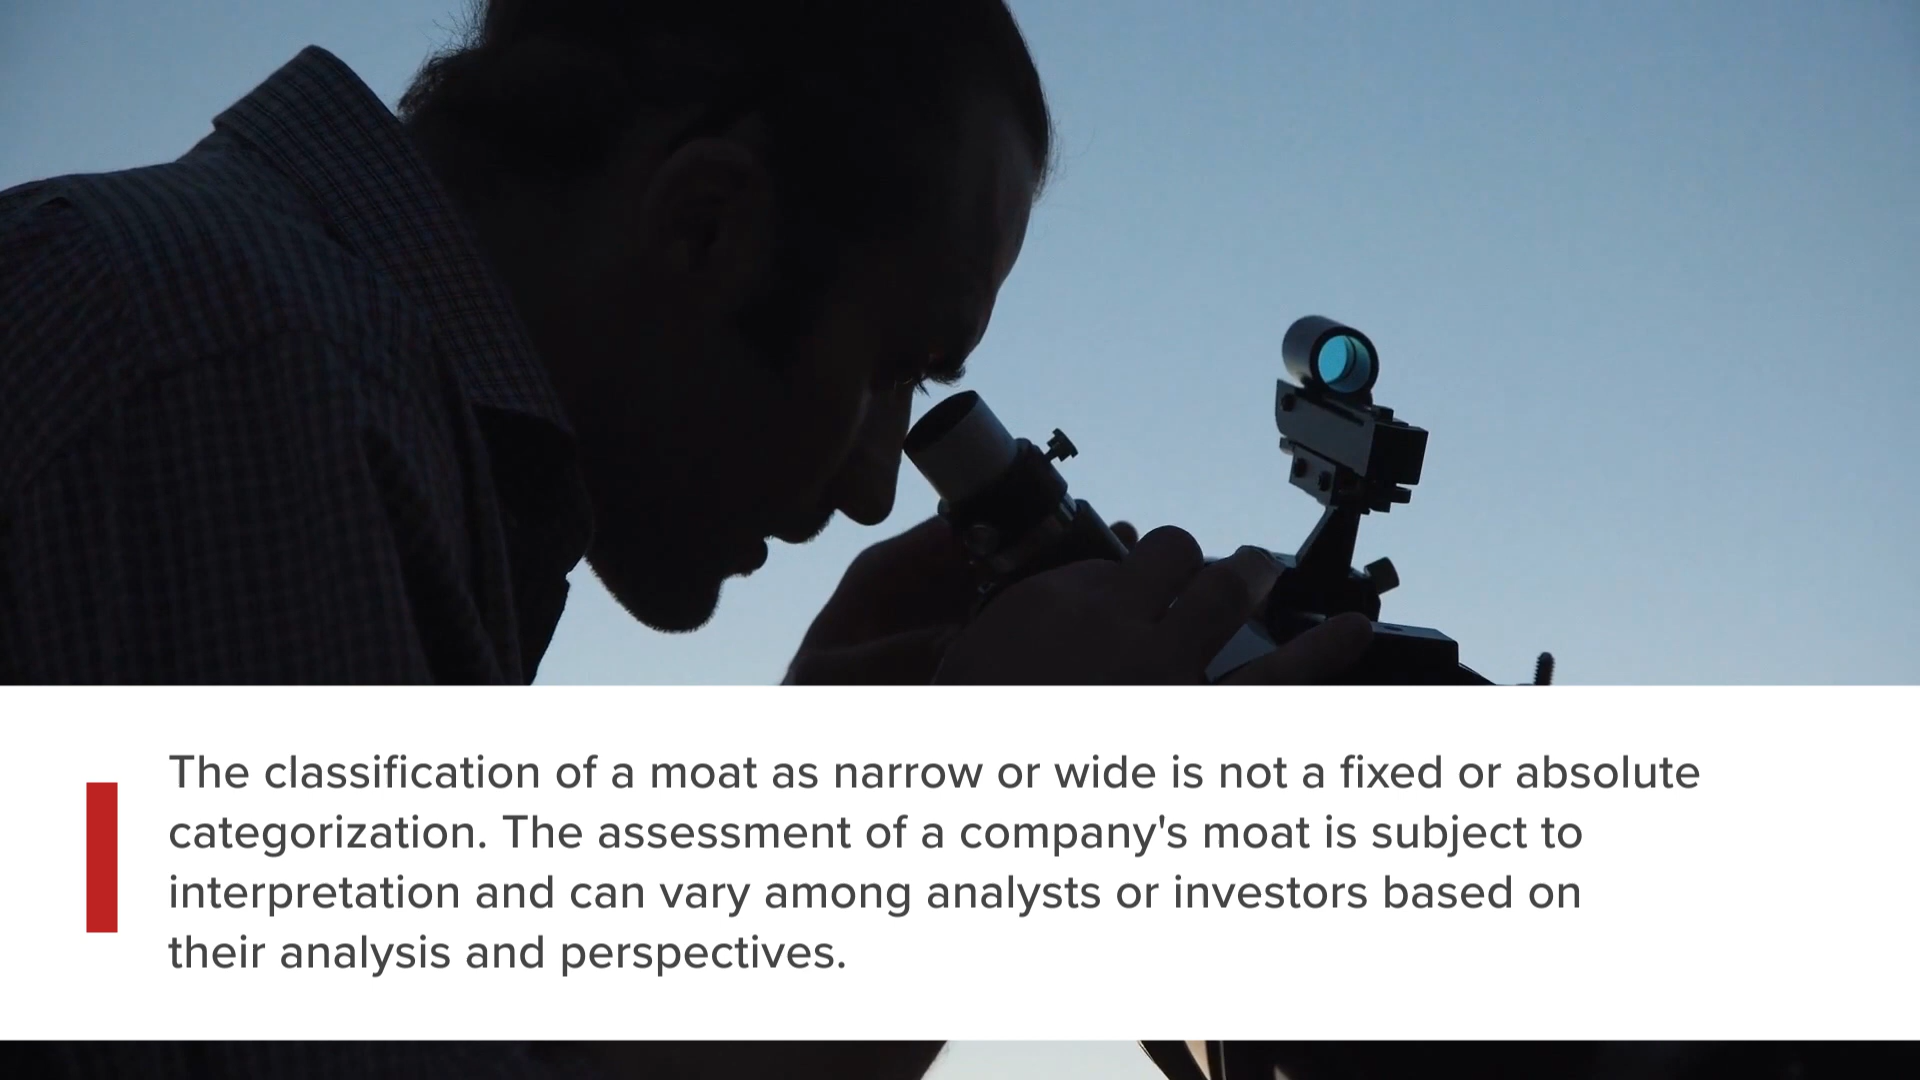 The classification of a moat as narrow or wide is not a fixed or absolute
categorization. The assessment of a company's moat is subject to
interpretation and can vary among analysts or investors based on
their analysis and perspectives.